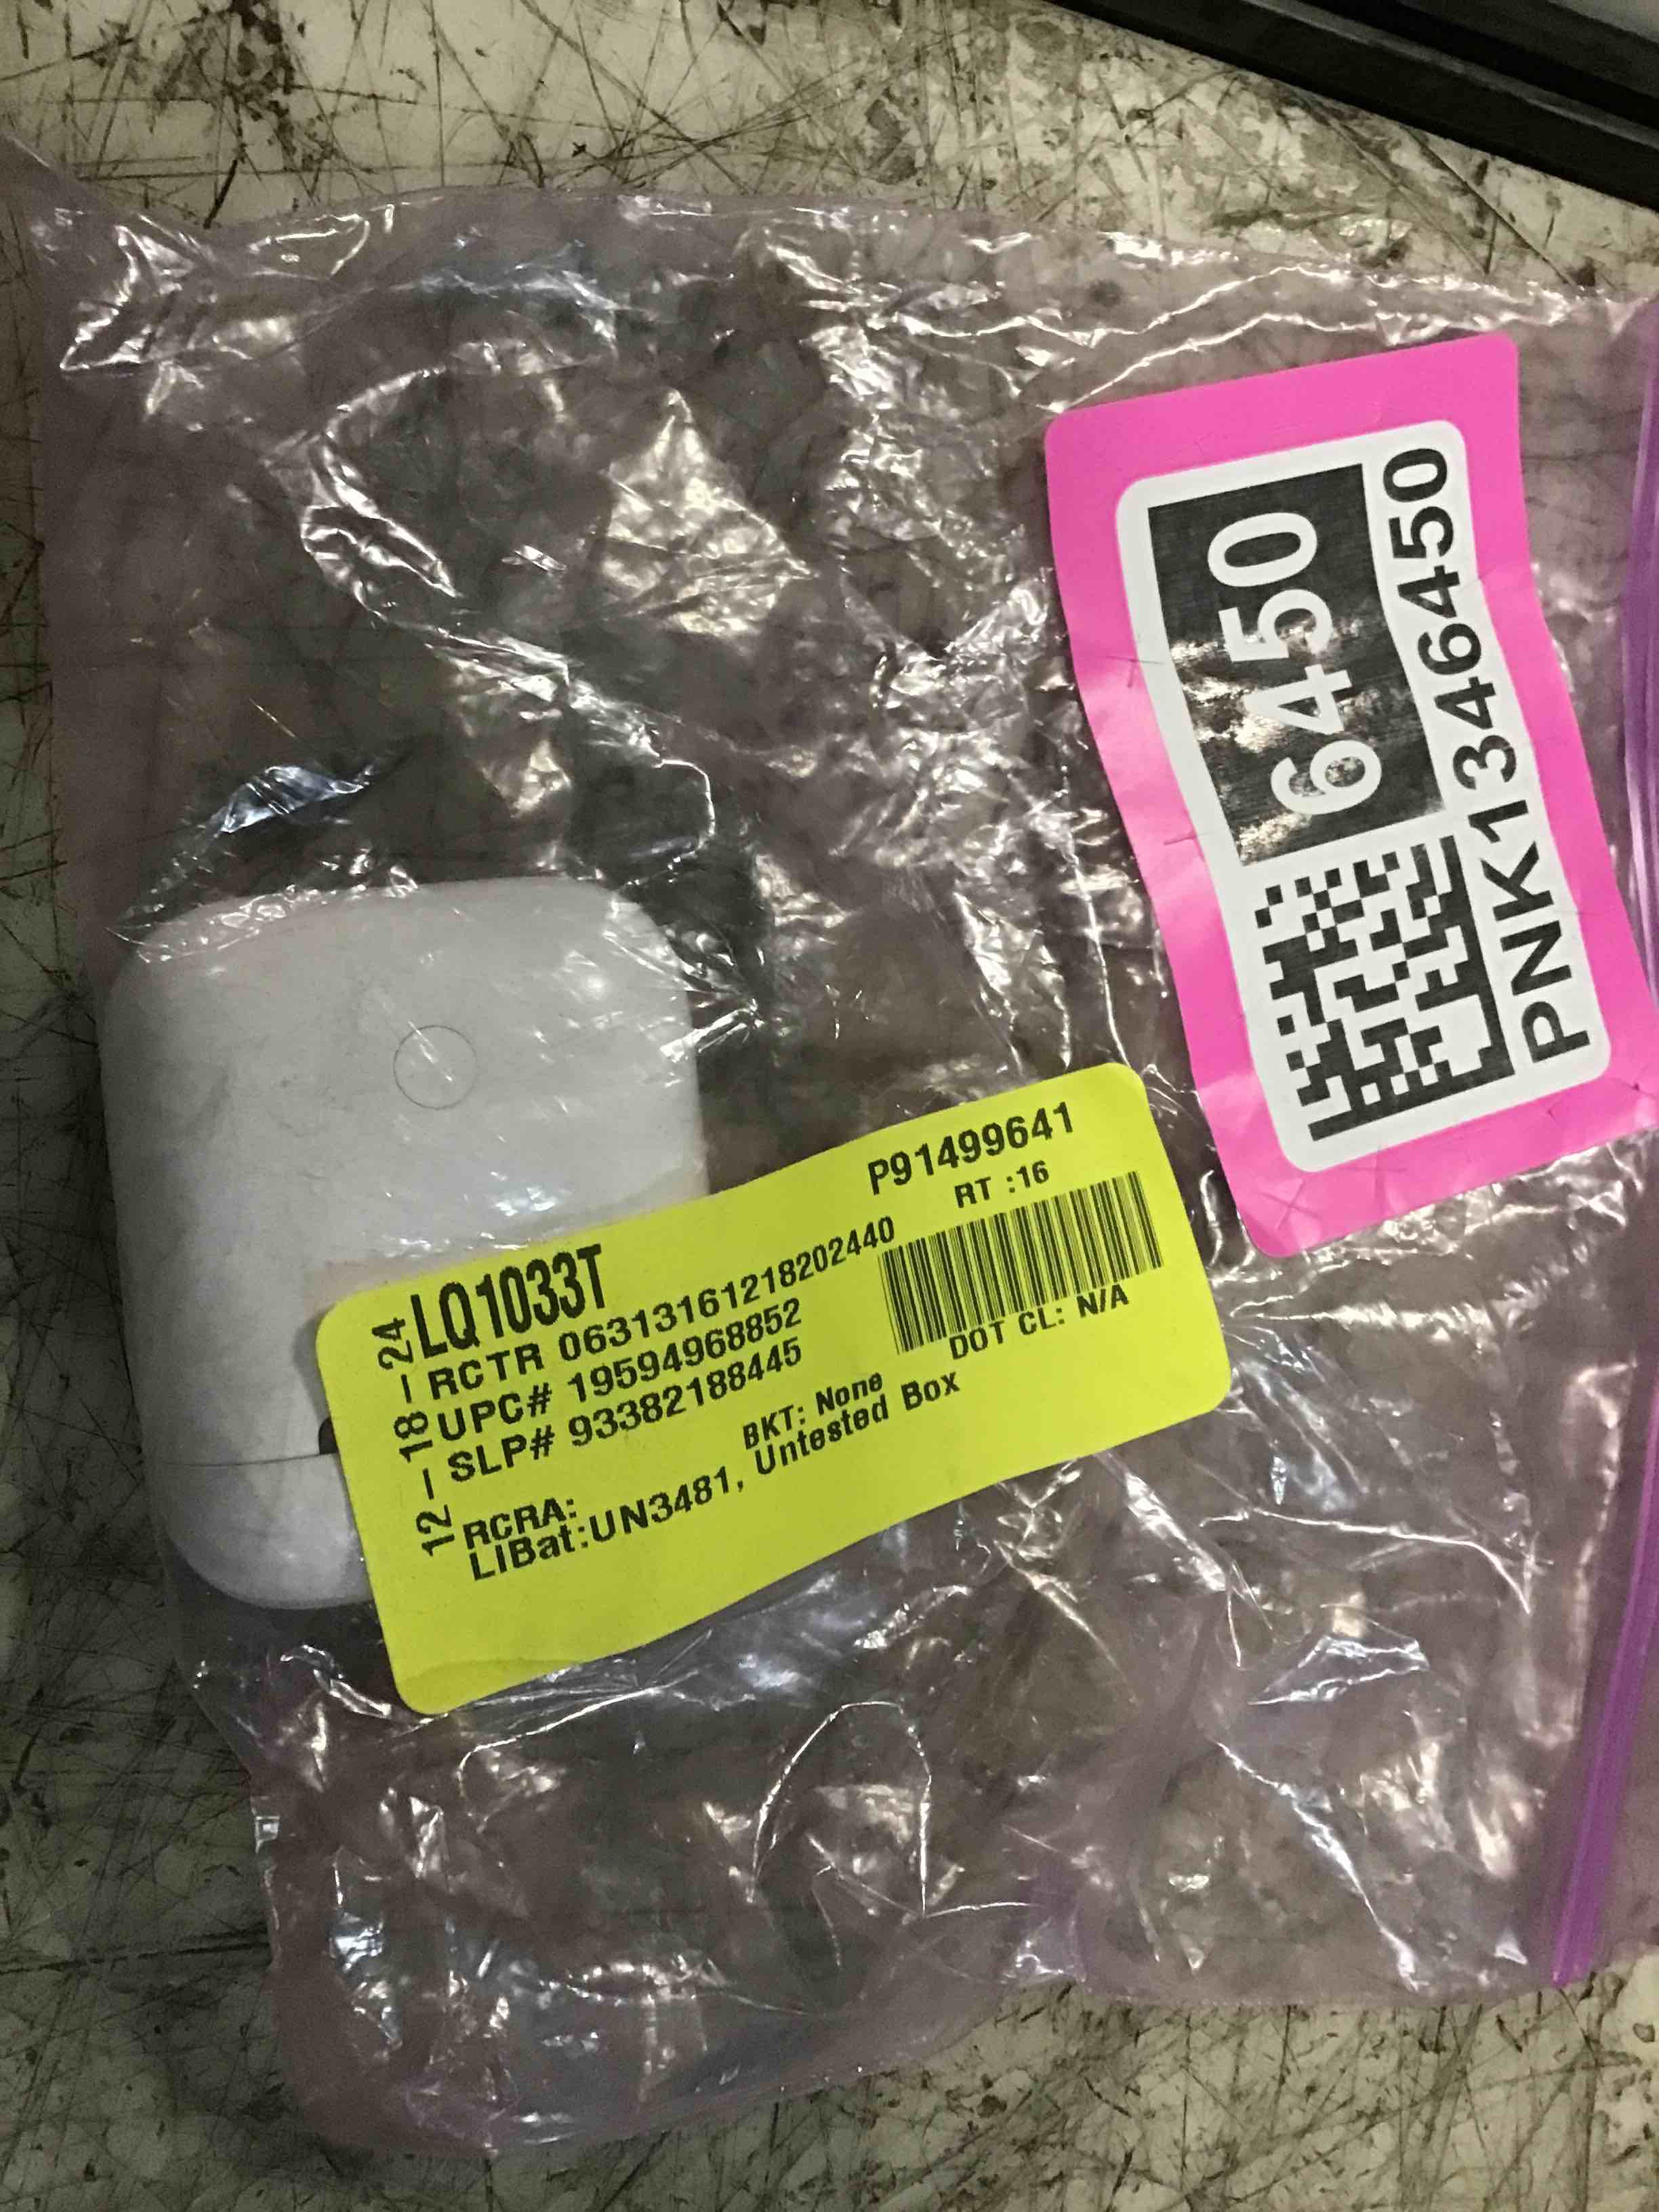 6450
PNK1346450
P91499641
RT :16
LQ1033T
RCTR 06313161218202440
UPC# 19594968852
SLP# 93382188445
12-18-24
DOT CL: N/A
BKT: None
RCRA:
LIBat:UN3481, Untested Box